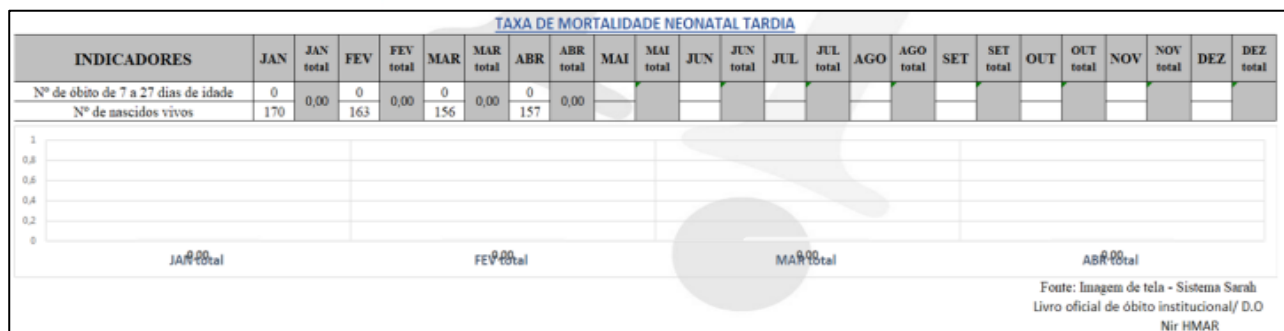 TAXA DE MORTALIDADE NEONATAL TARDIA
INDICADORES JAN JAN total FEV FEV total MAR MAR total ABR ABR total MAI MAI total JUN JUN total JUL JUL total AGO AGO total SET SET total OUT OUT total NOV NOV total DEZ DEZ total
Nº de óbito de 7 a 27 dias de idade 0 0,00 0 0,00 0 0,00 0 0,00
Nº de nascidos vivos 170 163 156 157
1
0,8
0,6
0,4
0,2
0
0,00 0,00 0,00 0,00
JAN total FEV total MAR total ABR total
Fonte: Imagem de tela - Sistema Sarah
Livro oficial de óbito institucional/ D.O
Nir HMAR